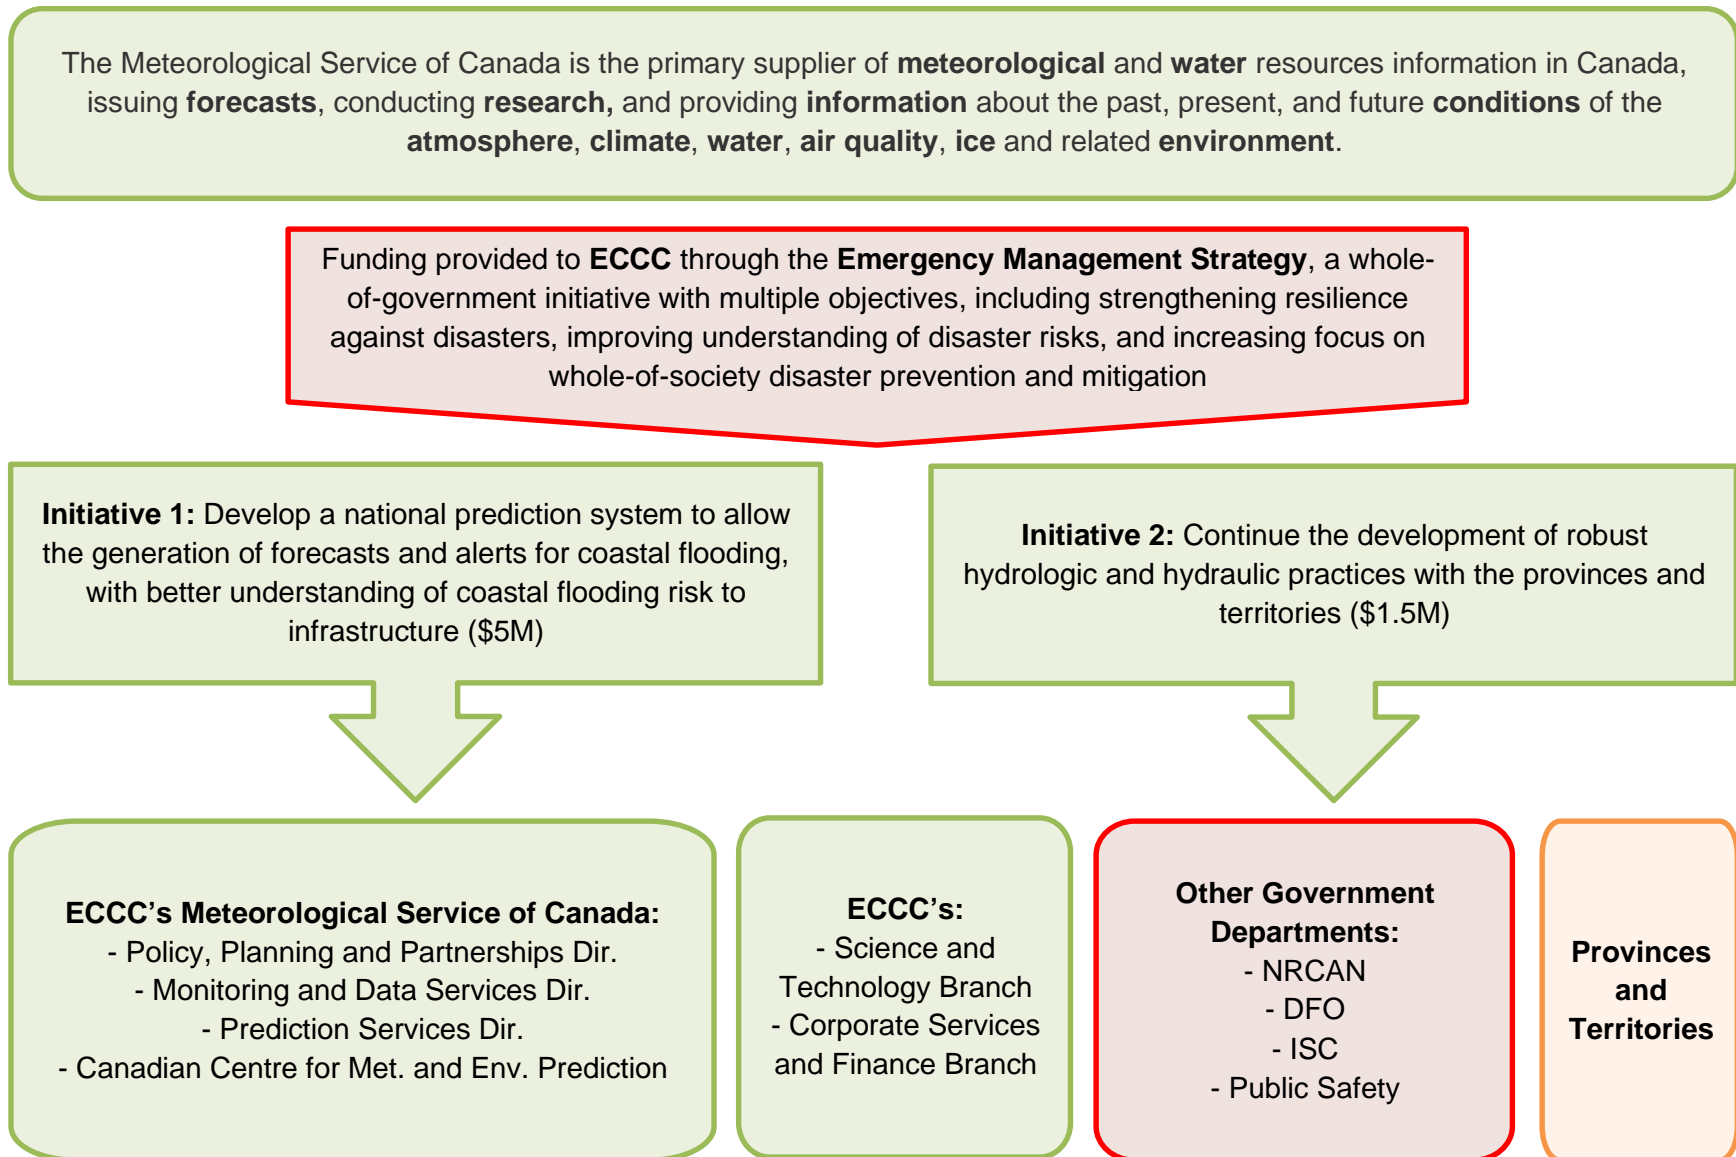 The Meteorological Service of Canada is the primary supplier of meteorological and water resources information in Canada,
issuing forecasts, conducting research, and providing information about the past, present, and future conditions of the
atmosphere, climate, water, air quality, ice and related environment.
Funding provided to ECCC through the Emergency Management Strategy, a whole-
of-government initiative with multiple objectives, including strengthening resilience
against disasters, improving understanding of disaster risks, and increasing focus on
whole-of-society disaster prevention and mitigation
Initiative 1: Develop a national prediction system to allow
the generation of forecasts and alerts for coastal flooding,
with better understanding of coastal flooding risk to
infrastructure ($5M)
Initiative 2: Continue the development of robust
hydrologic and hydraulic practices with the provinces and
territories ($1.5M)
ECCC's Meteorological Service of Canada:
- Policy, Planning and Partnerships Dir.
- Monitoring and Data Services Dir.
- Prediction Services Dir.
- Canadian Centre for Met. and Env. Prediction
ECCC's:
- Science and
Technology Branch
- Corporate Services
and Finance Branch
Other Government
Departments:
- NRCAN
- DFO
- ISC
- Public Safety
Provinces
and
Territories